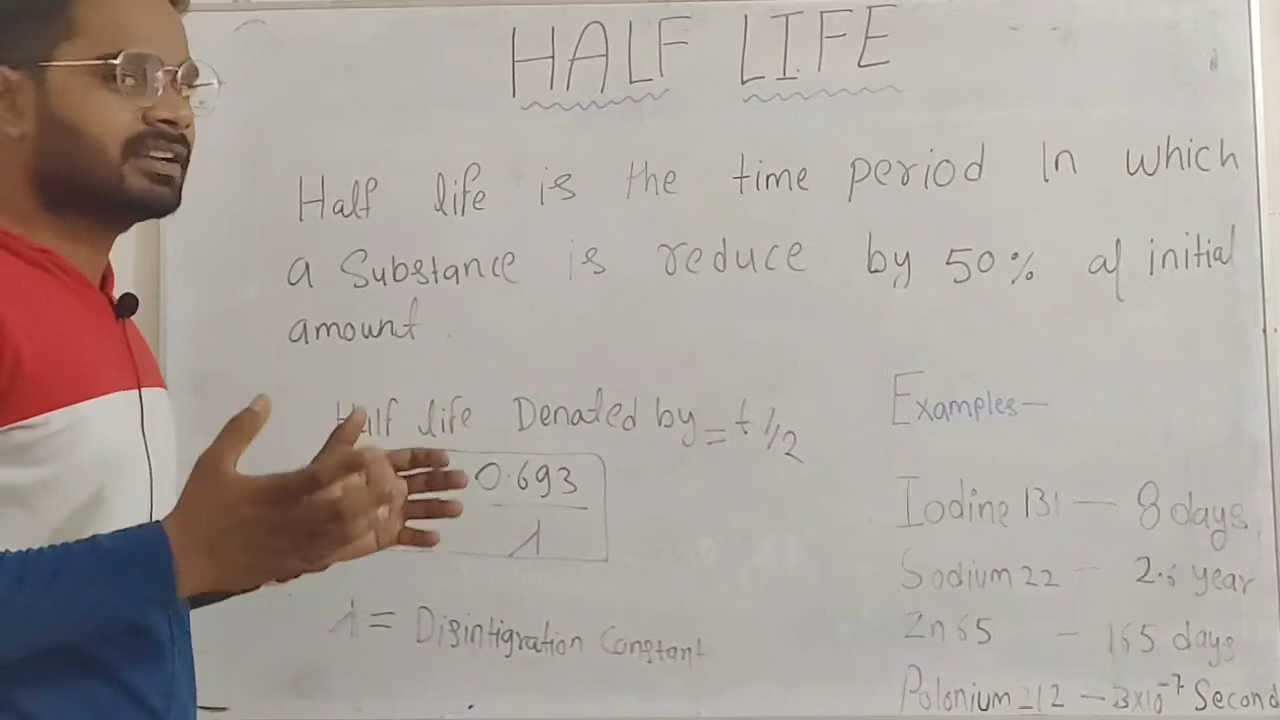 HALF LIFE
Half life is the time period In which
a Substance is reduce by 50% of initial
amount.
Half life Denated by = t 1/2
0.693
λ
λ = Disintigration Constant
Examples-
Iodine 131 — 8 days
Sodium 22 - 2.6 year
Zn 65 - 165 days
Polonium 212 - 3x10⁻⁷ Second